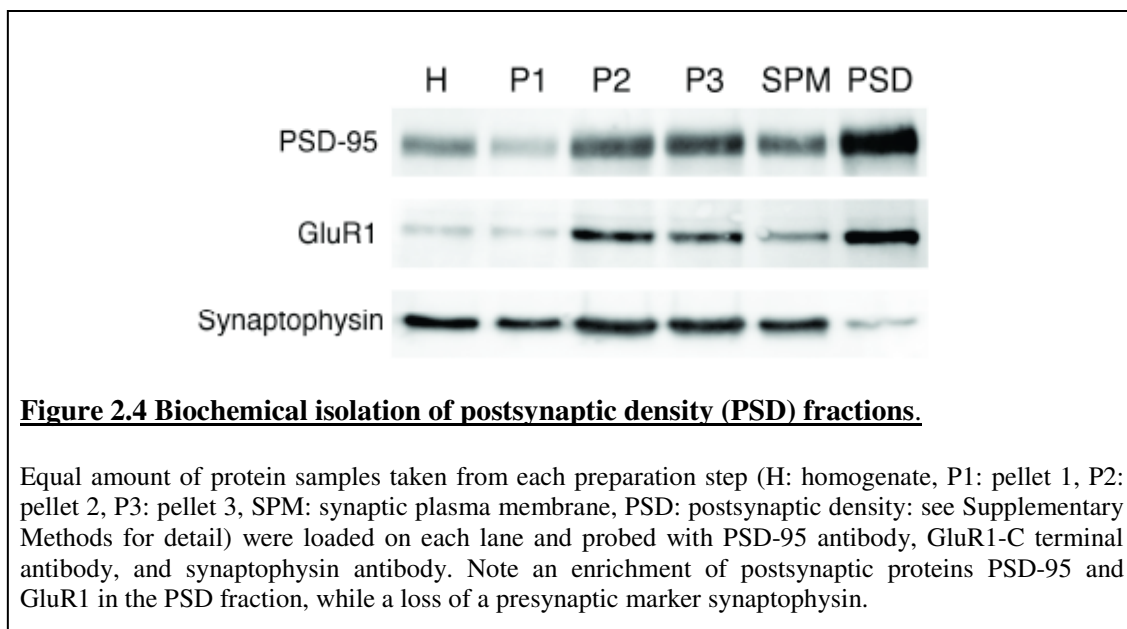 H P1 P2 P3 SPM PSD
PSD-95
GluR1
Synaptophysin
Figure 2.4 Biochemical isolation of postsynaptic density (PSD) fractions.
Equal amount of protein samples taken from each preparation step (H: homogenate, P1: pellet 1, P2:
pellet 2, P3: pellet 3, SPM: synaptic plasma membrane, PSD: postsynaptic density: see Supplementary
Methods for detail) were loaded on each lane and probed with PSD-95 antibody, GluR1-C terminal
antibody, and synaptophysin antibody. Note an enrichment of postsynaptic proteins PSD-95 and
GluR1 in the PSD fraction, while a loss of a presynaptic marker synaptophysin.